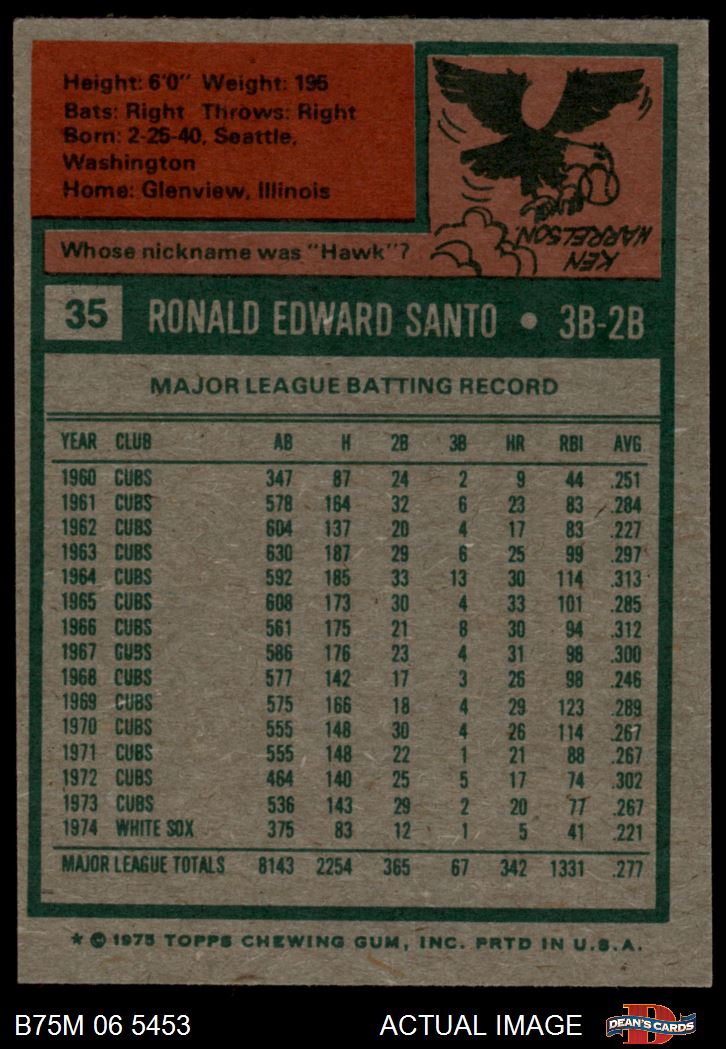 Height: 6'0" Weight: 195
Bats: Right Throws: Right
Born: 2-25-40, Seattle,
Washington
Home: Glenview, Illinois
Whose nickname was "Hawk"?
KEN
HARRELSON
35 RONALD EDWARD SANTO • 3B-2B
MAJOR LEAGUE BATTING RECORD
YEAR CLUB AB H 2B 3B HR RBI AVG
1960 CUBS 347 87 24 2 9 44 .251
1961 CUBS 578 164 32 6 23 83 .284
1962 CUBS 604 137 20 4 17 83 .227
1963 CUBS 630 187 29 6 25 99 .297
1964 CUBS 592 185 33 13 30 114 .313
1965 CUBS 608 173 30 4 33 101 .285
1966 CUBS 561 175 21 8 30 94 .312
1967 CUBS 586 176 23 4 31 98 .300
1968 CUBS 577 142 17 3 26 98 .246
1969 CUBS 575 166 18 4 29 123 .289
1970 CUBS 555 148 30 4 26 114 .267
1971 CUBS 555 148 22 1 21 88 .267
1972 CUBS 464 140 25 5 17 74 .302
1973 CUBS 536 143 29 2 20 77 .267
1974 WHITE SOX 375 83 12 1 5 41 .221
MAJOR LEAGUE TOTALS 8143 2254 365 67 342 1331 .277
* © 1975 TOPPS CHEWING GUM, INC. PRTD IN U.S.A.
B75M 06 5453 ACTUAL IMAGE DEAN'S CARDS